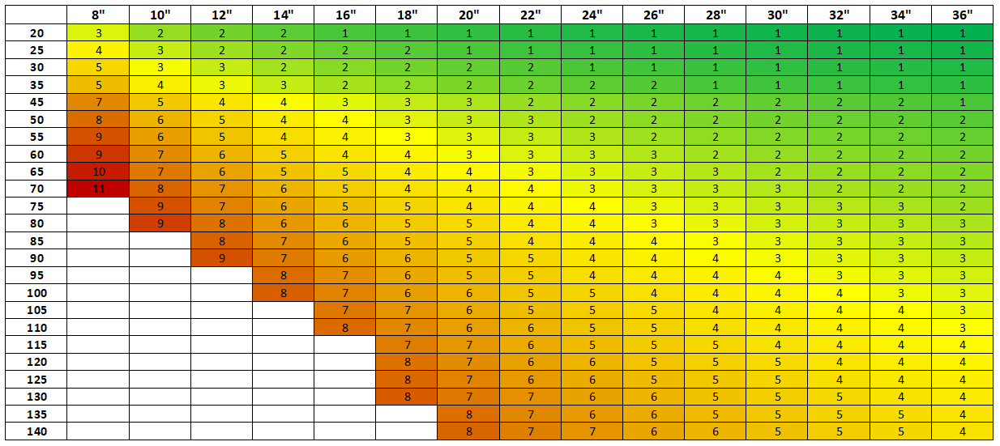 8" 10" 12" 14" 16" 18" 20" 22" 24" 26" 28" 30" 32" 34" 36"
20 3 2 2 2 1 1 1 1 1 1 1 1 1 1 1
25 4 3 2 2 2 2 1 1 1 1 1 1 1 1 1
30 5 3 3 2 2 2 2 2 1 1 1 1 1 1 1
35 5 4 3 3 2 2 2 2 2 2 1 1 1 1 1
45 7 5 4 4 3 3 3 2 2 2 2 2 2 2 1
50 8 6 5 4 4 3 3 3 2 2 2 2 2 2 2
55 9 6 5 4 4 3 3 3 3 2 2 2 2 2 2
60 9 7 6 5 4 4 3 3 3 3 2 2 2 2 2
65 10 7 6 5 5 4 4 3 3 3 3 2 2 2 2
70 11 8 7 6 5 4 4 4 3 3 3 3 2 2 2
75 9 7 6 5 5 4 4 4 3 3 3 3 3 2
80 9 8 6 6 5 5 4 4 3 3 3 3 3 3
85 8 7 6 5 5 4 4 4 3 3 3 3 3
90 9 7 6 6 5 5 4 4 4 3 3 3 3
95 8 7 6 5 5 4 4 4 4 3 3 3
100 8 7 6 6 5 5 4 4 4 4 3 3
105 7 7 6 5 5 5 4 4 4 4 3
110 8 7 6 6 5 5 4 4 4 4 3
115 7 7 6 5 5 5 4 4 4 4
120 8 7 6 6 5 5 5 4 4 4
125 8 7 6 6 5 5 5 4 4 4
130 8 7 7 6 6 5 5 5 4 4
135 8 7 6 6 5 5 5 5 4
140 8 7 7 6 6 5 5 5 4